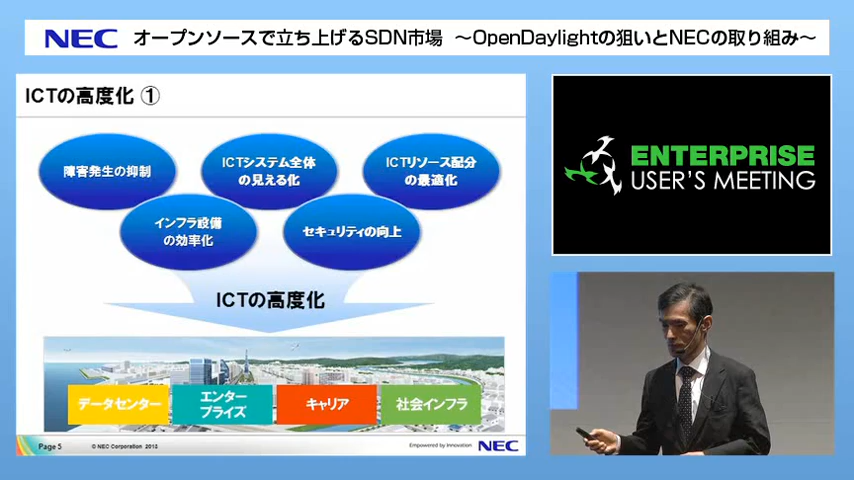 NEC オープンソースで立ち上げるSDN市場 ～OpenDaylightの狙いとNECの取り組み～
ICTの高度化 ①
障害発生の抑制
ICTシステム全体
の見える化
ICTリソース配分
の最適化
インフラ設備
の効率化
セキュリティの向上
ICTの高度化
データセンター
エンター
プライズ
キャリア
社会インフラ
Page 5
© NEC Corporation 2013
Empowered by Innovation NEC
ENTERPRISE
USER'S MEETING